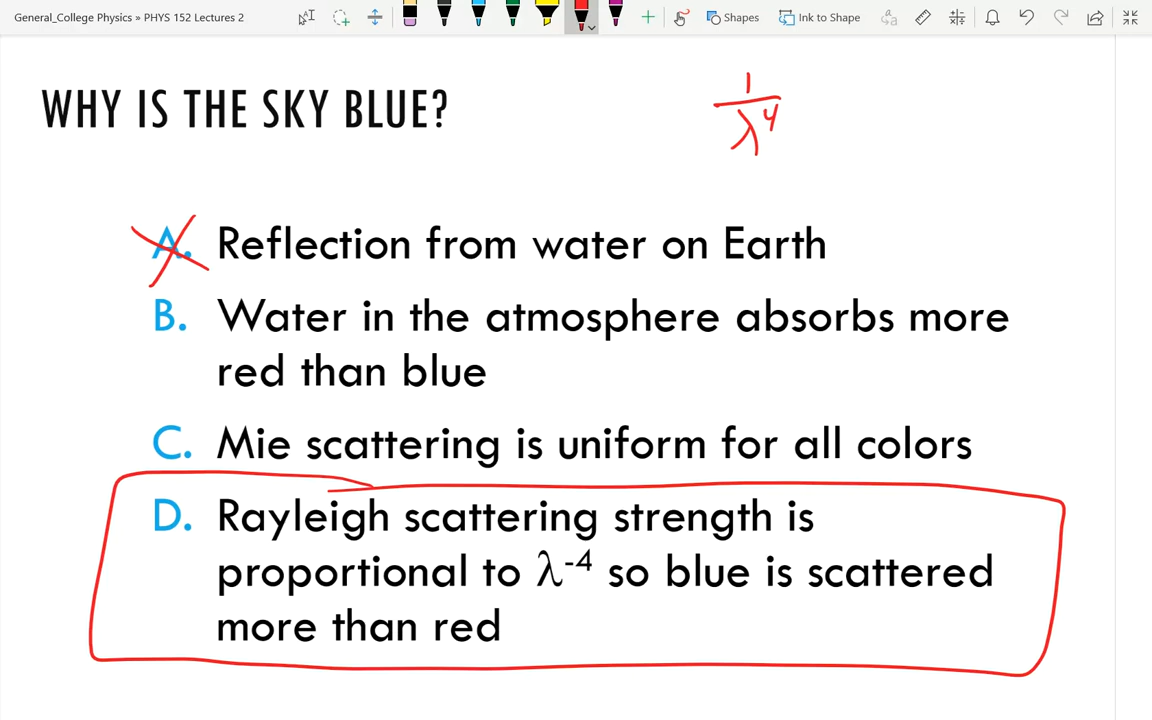 General_College Physics » PHYS 152 Lectures 2
Shapes
Ink to Shape
WHY IS THE SKY BLUE?
1
λ⁴
A. Reflection from water on Earth
B. Water in the atmosphere absorbs more
red than blue
C. Mie scattering is uniform for all colors
D. Rayleigh scattering strength is
proportional to λ⁻⁴ so blue is scattered
more than red